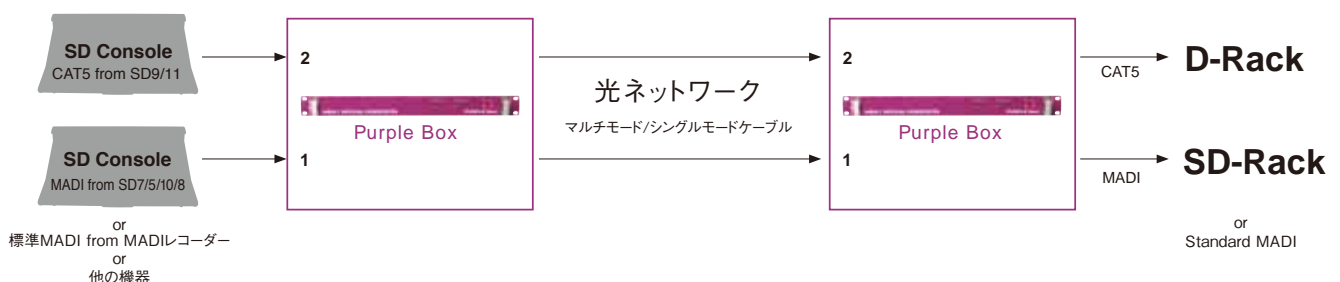 SD Console
CAT5 from SD9/11
2
Purple Box
1
SD Console
MADI from SD7/5/10/8
or
標準MADI from MADIレコーダー
or
他の機器
光ネットワーク
マルチモード/シングルモードケーブル
2
Purple Box
1
CAT5
D-Rack
MADI
SD-Rack
or
Standard MADI